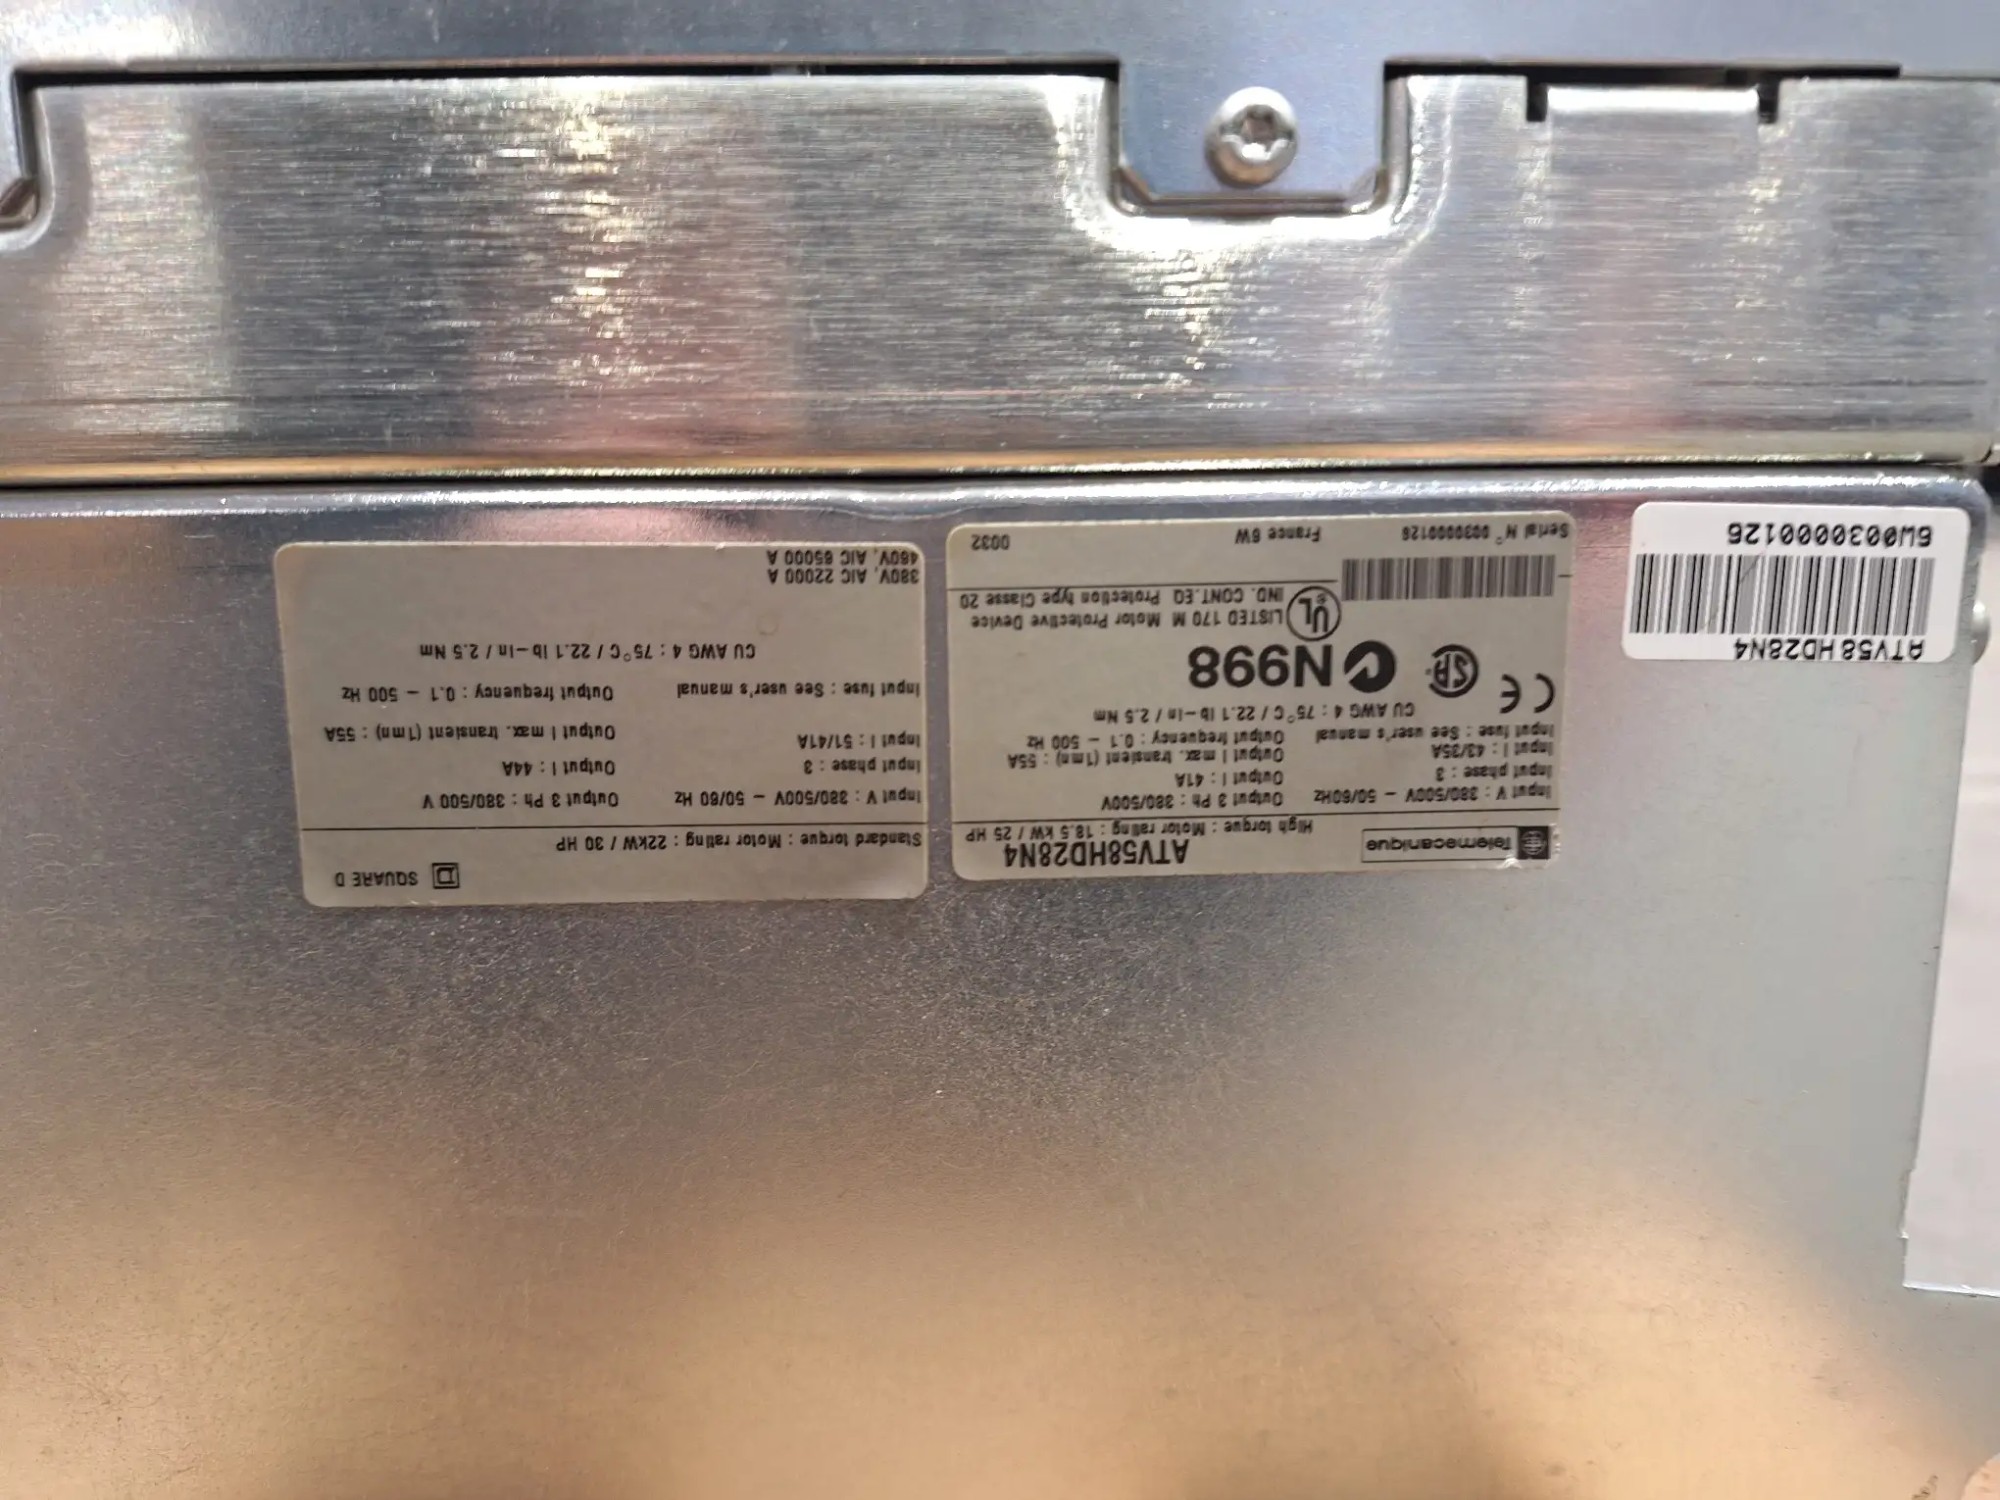 ATV58HD28N4
6W0030000126
Telemecanique
ATV58HD28N4
High torque : Motor rating : 18.5 kW / 25 HP
Input V : 380/500V - 50/60Hz Output 3 Ph : 380/500V
Input phase : 3 Output I : 41A
Input I : 43/35A Output I max. transient (1mn) : 55A
Input fuse : See user's manual Output frequency : 0.1 - 500 Hz
CU AWG 4 : 75°C / 22.1 lb-in / 2.5 Nm
CE SA N998
UL LISTED 170 M Motor Protective Device
IND. CONT.EQ Protection type Classe 20
Serial N° 0030000126 France 6W 0032
SQUARE D
Standard torque : Motor rating : 22kW / 30 HP
Input V : 380/500V - 50/60 Hz Output 3 Ph : 380/500 V
Input phase : 3 Output I : 44A
Input I : 51/41A Output I max. transient (1mn) : 55A
Input fuse : See user's manual Output frequency : 0.1 - 500 Hz
CU AWG 4 : 75°C / 22.1 lb-in / 2.5 Nm
380V, AIC 22000 A
460V, AIC 65000 A